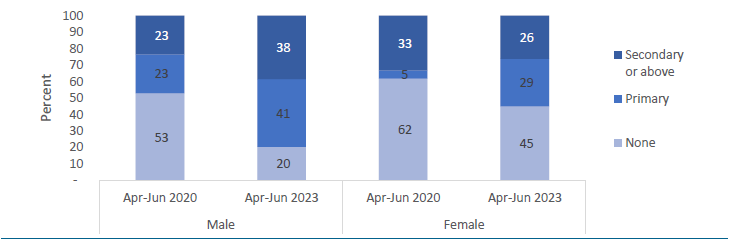 100
90
80
70
60
50
40
30
20
10
-
Percent
23
23
53
38
41
20
33
5
62
26
29
45
Apr-Jun 2020
Apr-Jun 2023
Apr-Jun 2020
Apr-Jun 2023
Male
Female
Secondary
or above
Primary
None